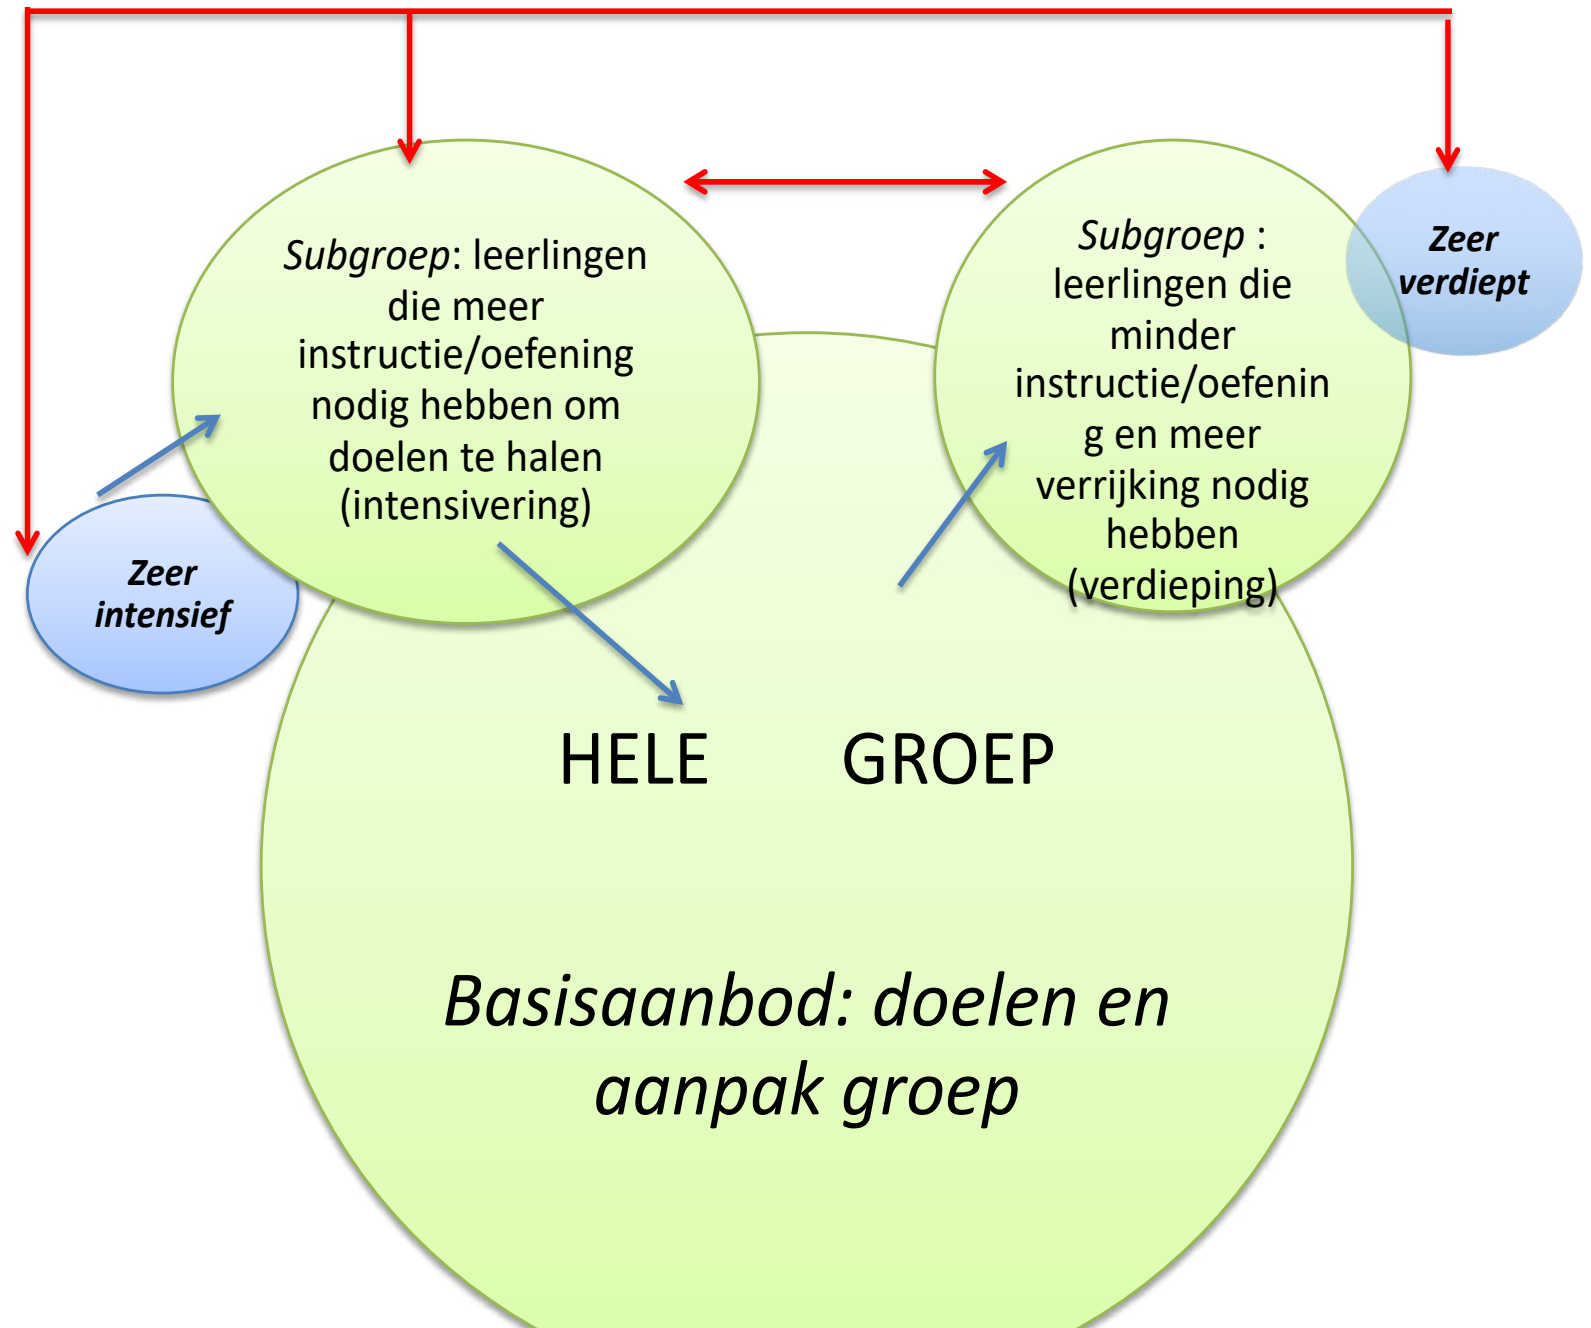 Subgroep: leerlingen
die meer
instructie/oefening
nodig hebben om
doelen te halen
(intensivering)
Subgroep :
leerlingen die
minder
instructie/oefenin
g en meer
verrijking nodig
hebben
(verdieping)
Zeer
verdiept
Zeer
intensief
HELE GROEP
Basisaanbod: doelen en
aanpak groep